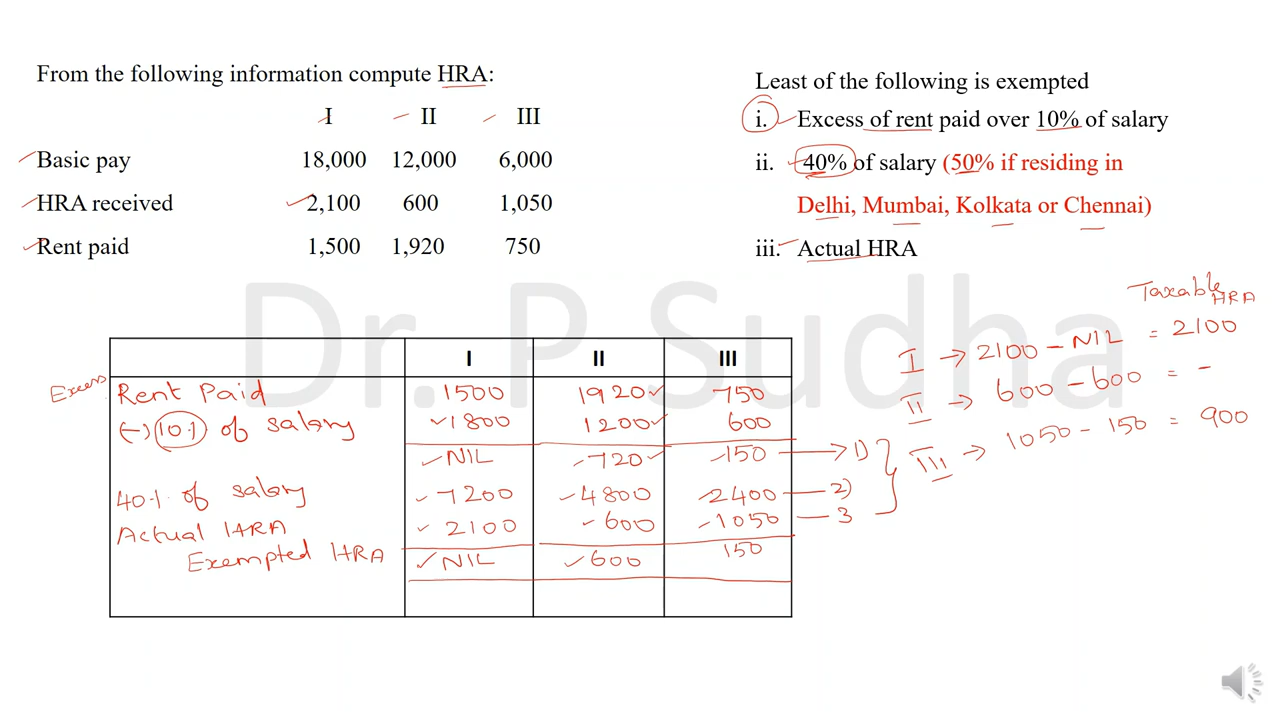 From the following information compute HRA:
I II III
Basic pay 18,000 12,000 6,000
HRA received 2,100 600 1,050
Rent paid 1,500 1,920 750
Least of the following is exempted
i. Excess of rent paid over 10% of salary
ii. 40% of salary (50% if residing in
Delhi, Mumbai, Kolkata or Chennai)
iii. Actual HRA
Dr. P Sudha
I II III
Excess Rent Paid 1500 1920 750
(-) 10% of salary 1800 1200 600
NIL 720 150 → 1)
40% of salary 7200 4800 2400 — 2)
Actual HRA 2100 600 1050 — 3
Exempted HRA NIL 600 150
Taxable
HRA
I → 2100 - NIL = 2100
II → 600 - 600 = -
III → 1050 - 150 = 900